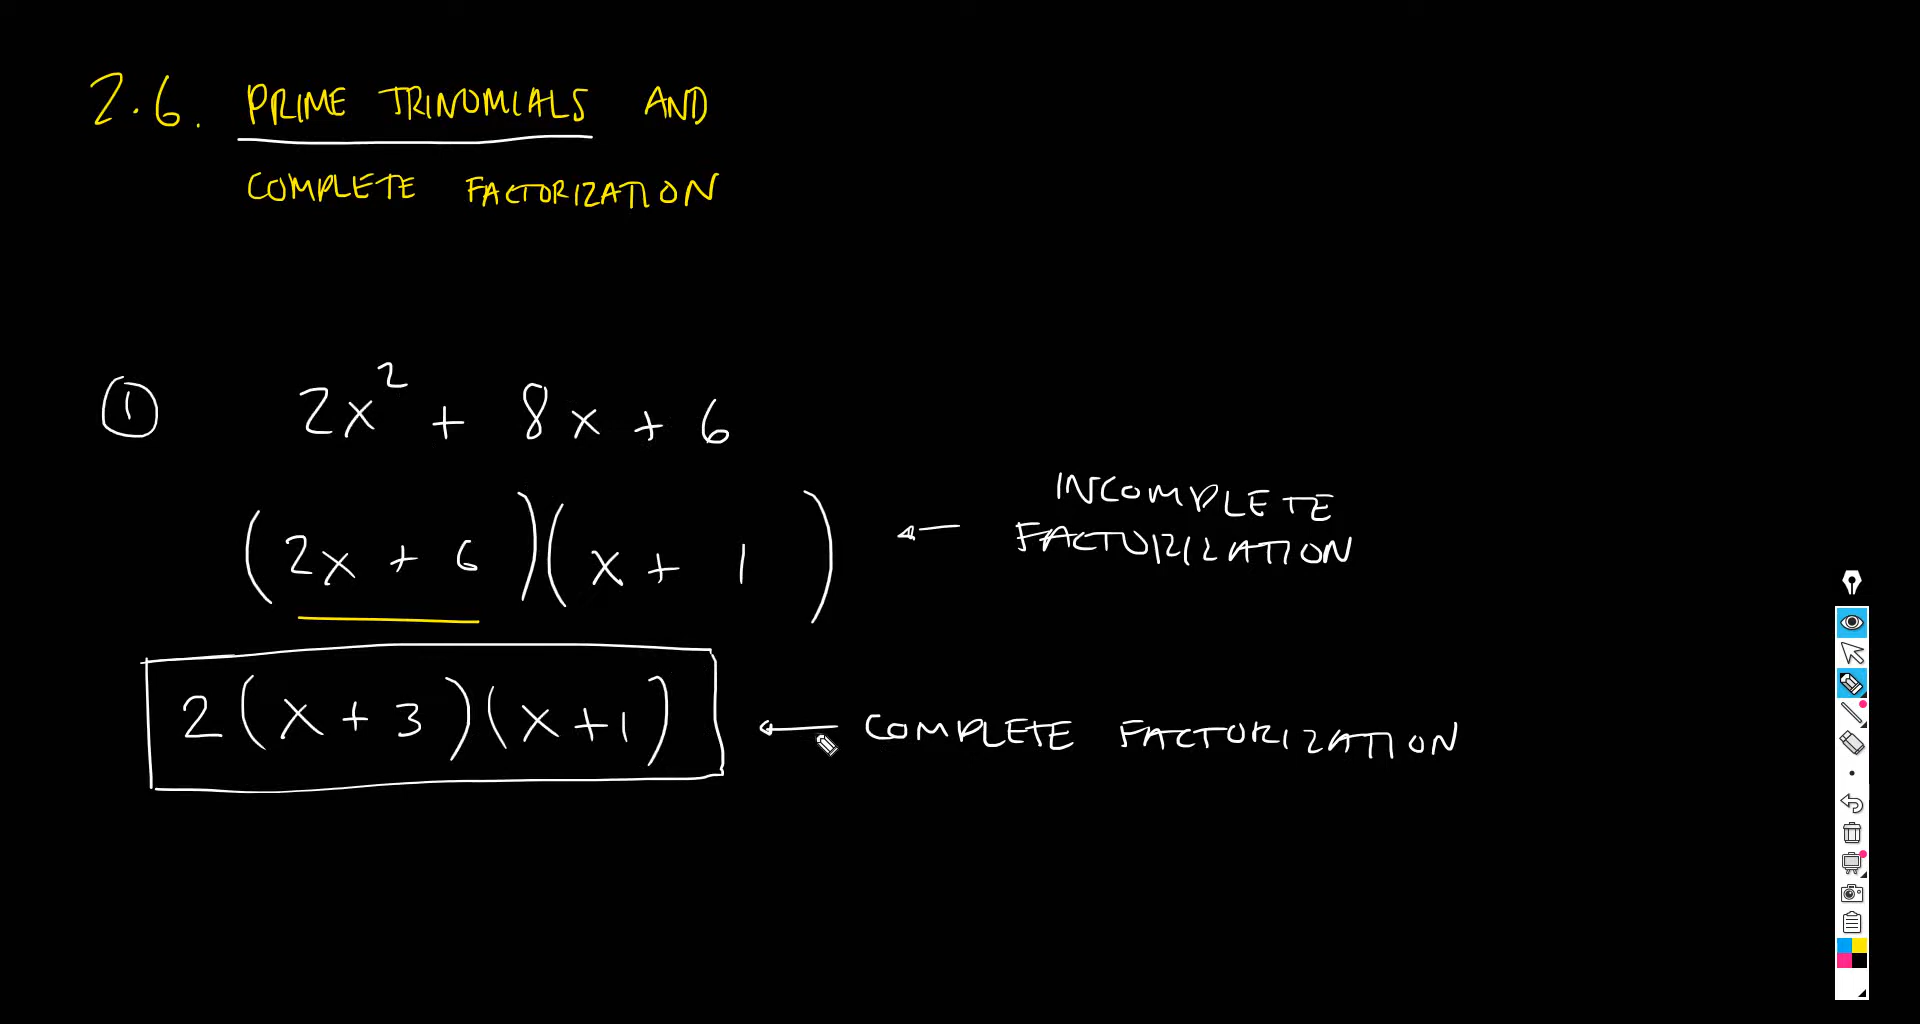 2.6. PRIME TRINOMIALS AND
COMPLETE FACTORIZATION
① 2x² + 8x + 6
(2x + 6)(x + 1) ← INCOMPLETE
FACTORIZATION
2(x + 3)(x + 1) ← COMPLETE FACTORIZATION